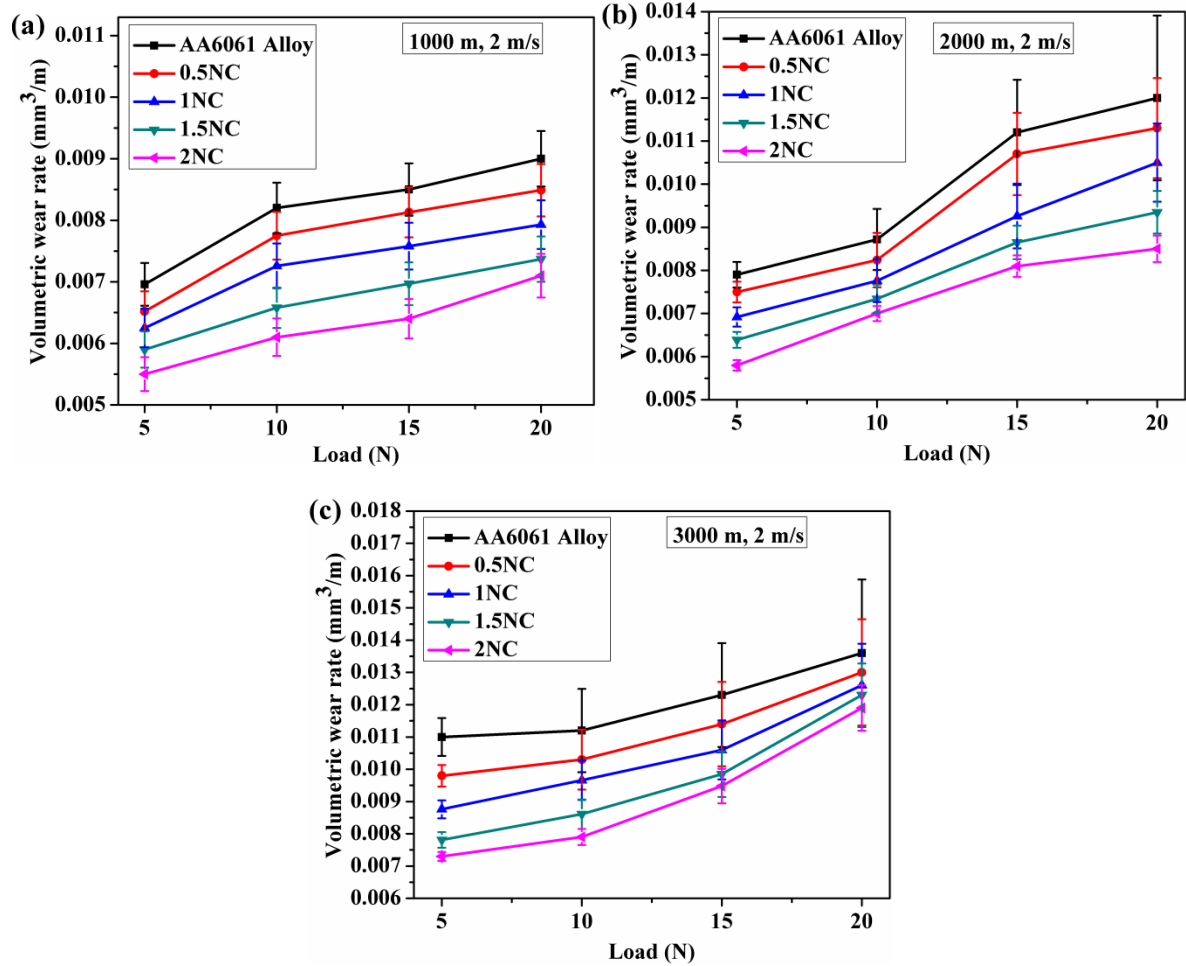 (a)
1000 m, 2 m/s
AA6061 Alloy
0.5NC
1NC
1.5NC
2NC
Volumetric wear rate (mm³/m)
0.011
0.010
0.009
0.008
0.007
0.006
0.005
5 10 15 20
Load (N)
(b)
2000 m, 2 m/s
AA6061 Alloy
0.5NC
1NC
1.5NC
2NC
Volumetric wear rate (mm³/m)
0.014
0.013
0.012
0.011
0.010
0.009
0.008
0.007
0.006
0.005
5 10 15 20
Load (N)
(c)
3000 m, 2 m/s
AA6061 Alloy
0.5NC
1NC
1.5NC
2NC
Volumetric wear rate (mm³/m)
0.018
0.017
0.016
0.015
0.014
0.013
0.012
0.011
0.010
0.009
0.008
0.007
0.006
5 10 15 20
Load (N)